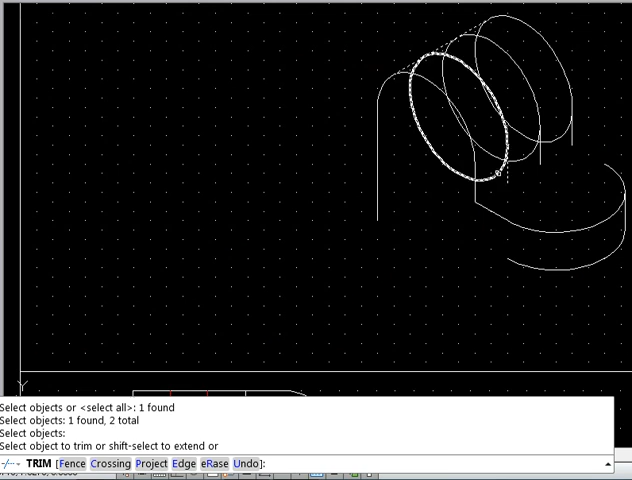 Select objects or <select all>: 1 found
Select objects: 1 found, 2 total
Select objects:
Select object to trim or shift-select to extend or
TRIM [Fence Crossing Project Edge eRase Undo]: